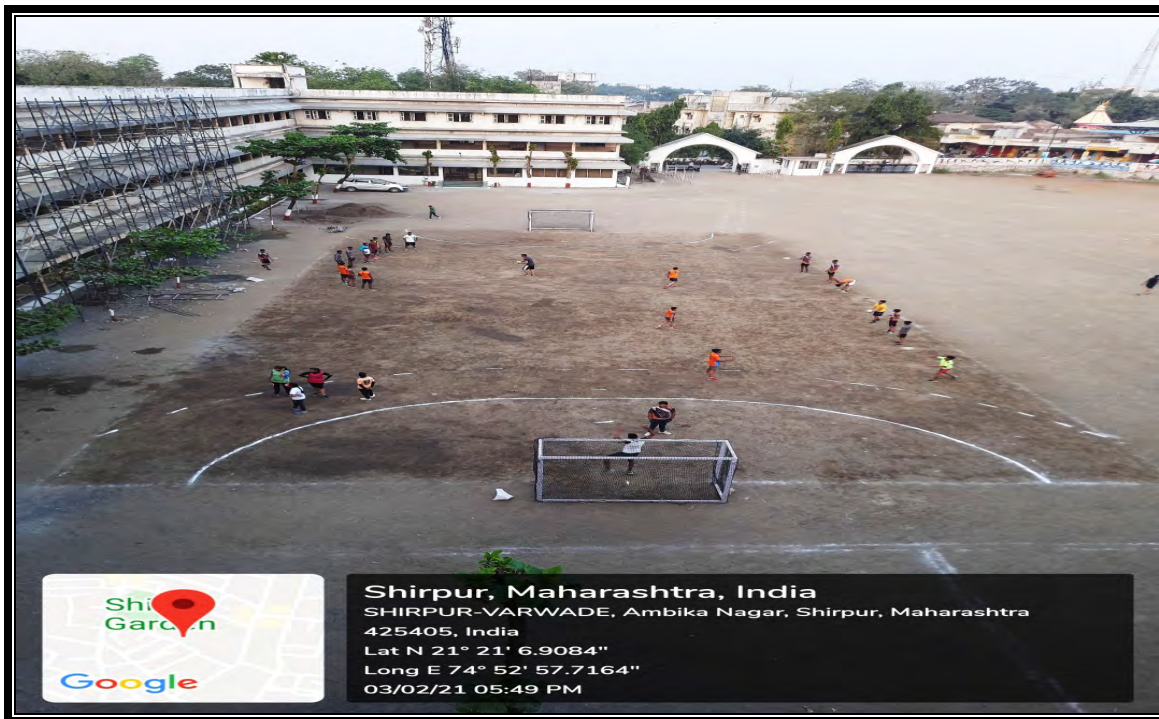 Shi
Garden
Google
Shirpur, Maharashtra, India
SHIRPUR-VARWADE, Ambika Nagar, Shirpur, Maharashtra
425405, India
Lat N 21° 21' 6.9084"
Long E 74° 52' 57.7164"
03/02/21 05:49 PM